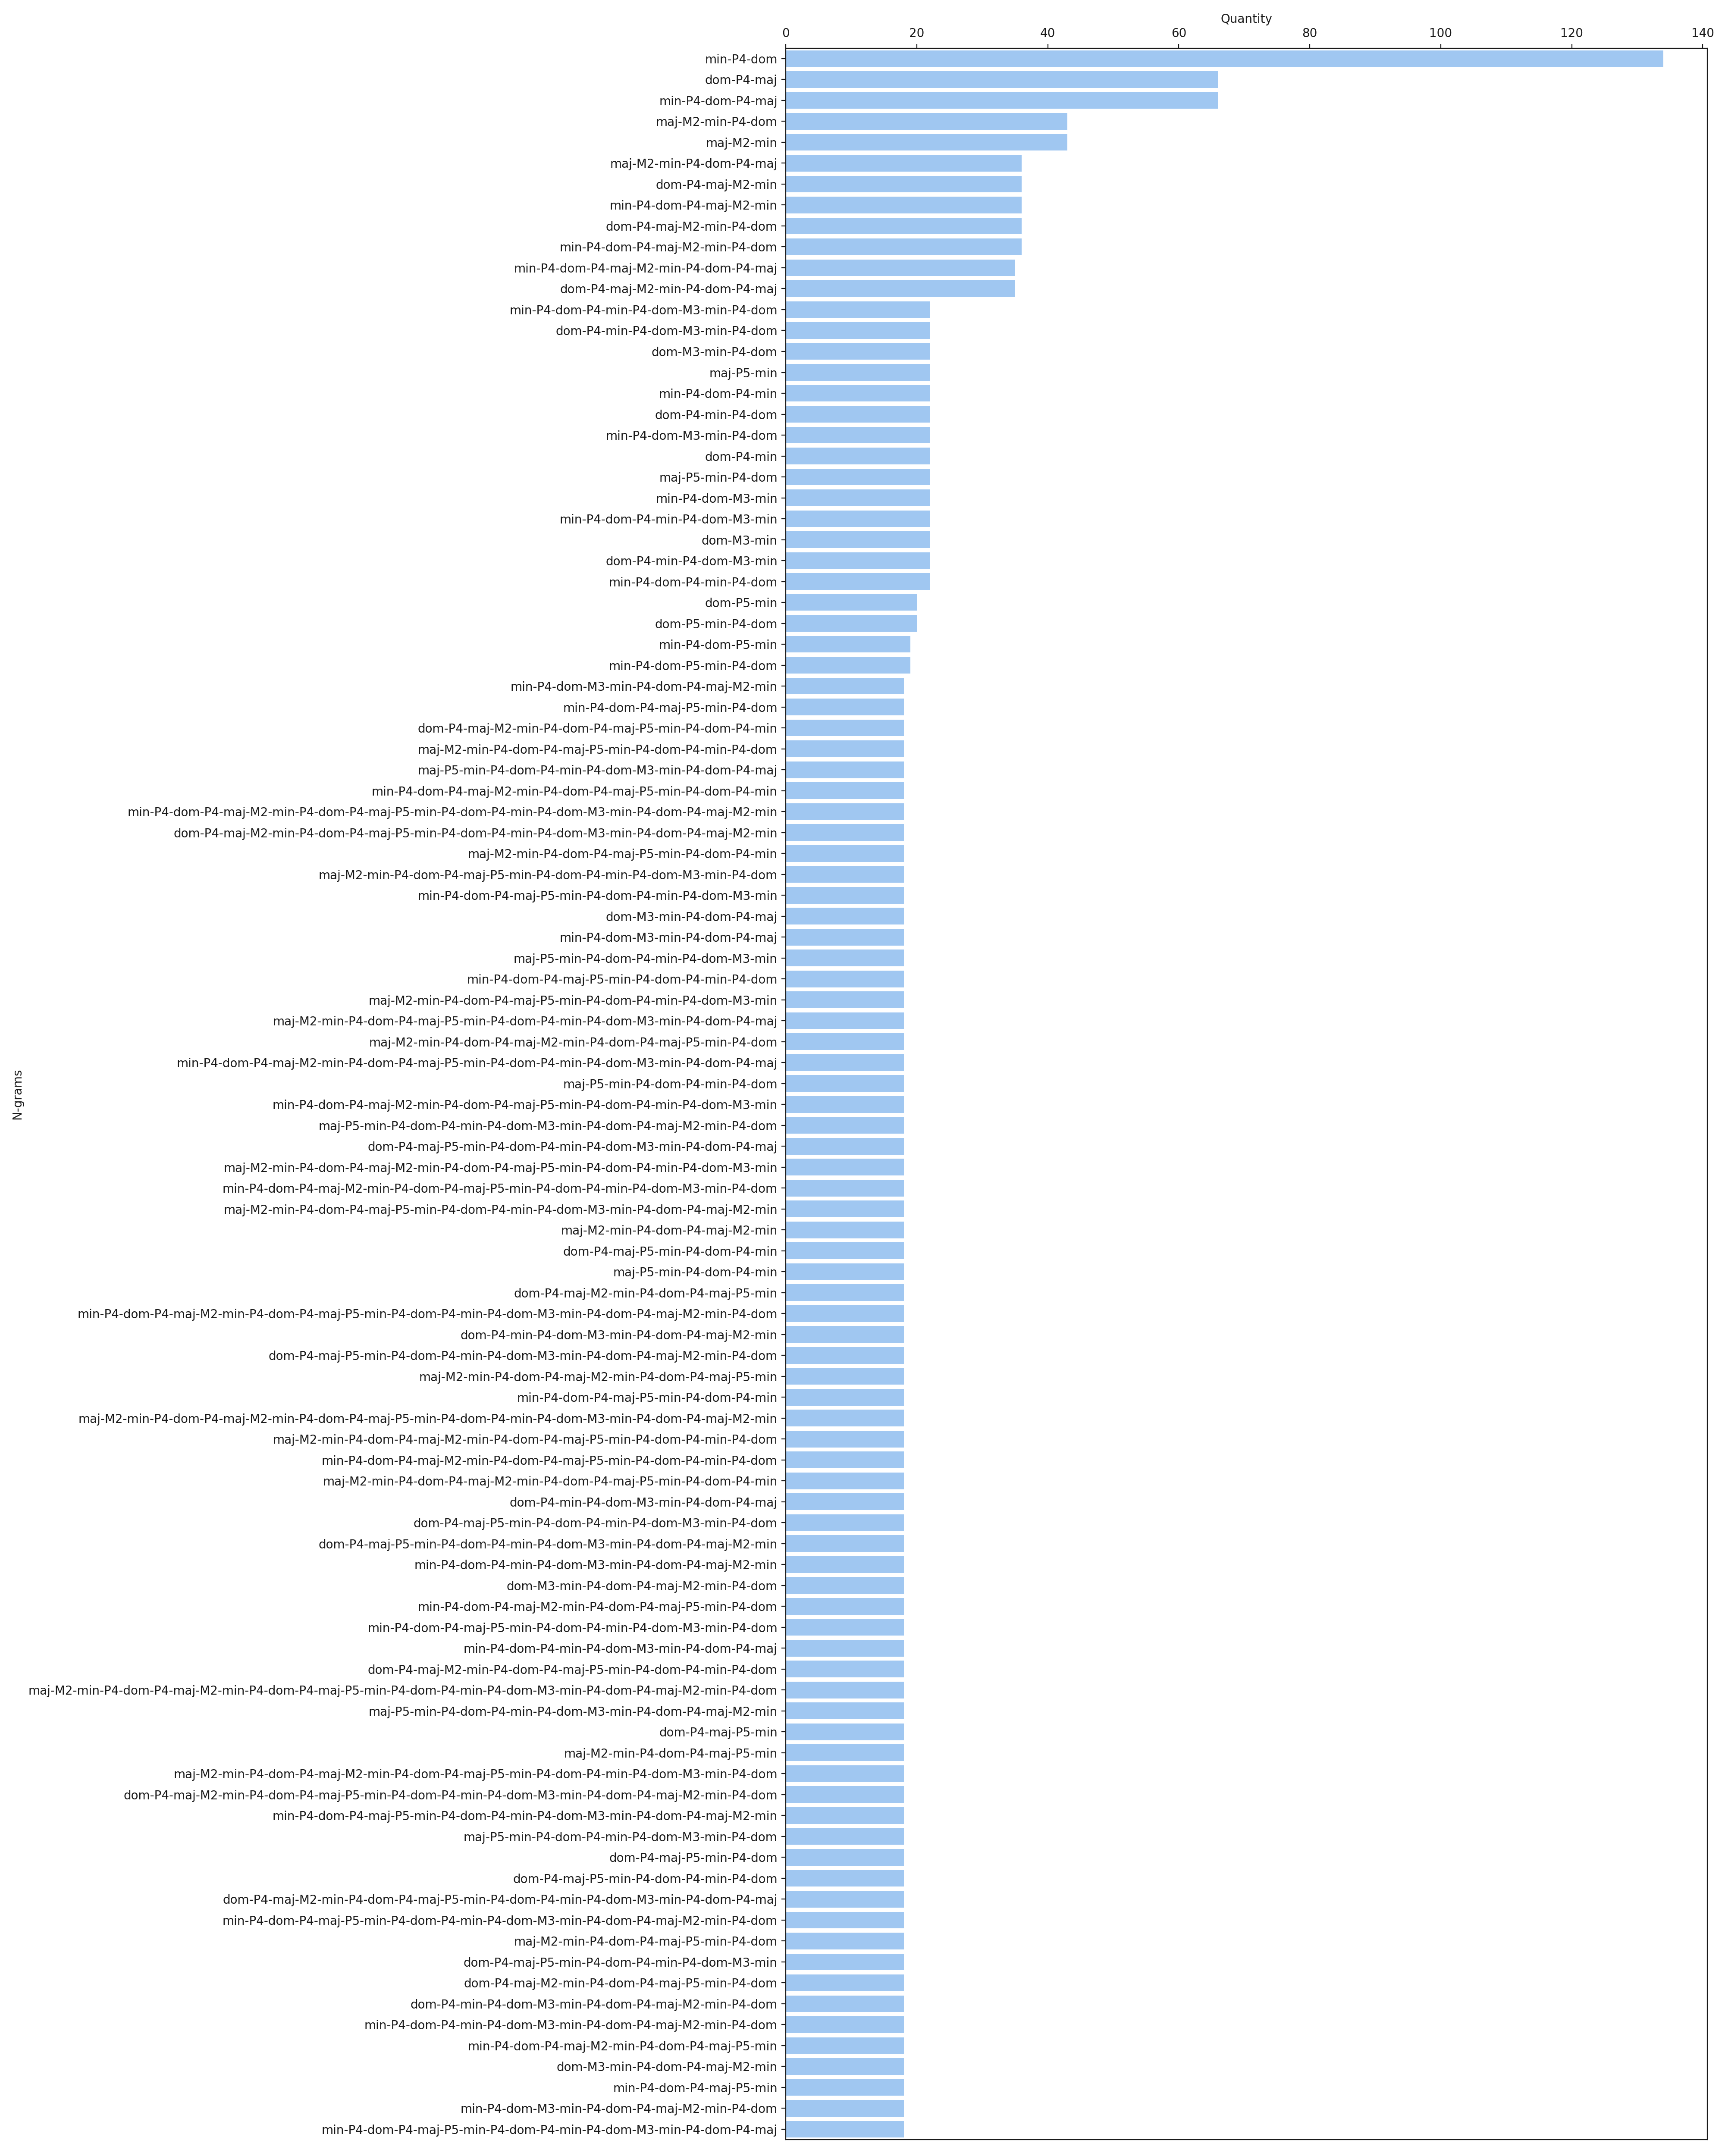 Quantity
0 20 40 60 80 100 120 140
min-P4-dom
dom-P4-maj
min-P4-dom-P4-maj
maj-M2-min-P4-dom
maj-M2-min
maj-M2-min-P4-dom-P4-maj
dom-P4-maj-M2-min
min-P4-dom-P4-maj-M2-min
dom-P4-maj-M2-min-P4-dom
min-P4-dom-P4-maj-M2-min-P4-dom
min-P4-dom-P4-maj-M2-min-P4-dom-P4-maj
dom-P4-maj-M2-min-P4-dom-P4-maj
min-P4-dom-P4-min-P4-dom-M3-min-P4-dom
dom-P4-min-P4-dom-M3-min-P4-dom
dom-M3-min-P4-dom
maj-P5-min
min-P4-dom-P4-min
dom-P4-min-P4-dom
min-P4-dom-M3-min-P4-dom
dom-P4-min
maj-P5-min-P4-dom
min-P4-dom-M3-min
min-P4-dom-P4-min-P4-dom-M3-min
dom-M3-min
dom-P4-min-P4-dom-M3-min
min-P4-dom-P4-min-P4-dom
dom-P5-min
dom-P5-min-P4-dom
min-P4-dom-P5-min
min-P4-dom-P5-min-P4-dom
min-P4-dom-M3-min-P4-dom-P4-maj-M2-min
min-P4-dom-P4-maj-P5-min-P4-dom
dom-P4-maj-M2-min-P4-dom-P4-maj-P5-min-P4-dom-P4-min
maj-M2-min-P4-dom-P4-maj-P5-min-P4-dom-P4-min-P4-dom
maj-P5-min-P4-dom-P4-min-P4-dom-M3-min-P4-dom-P4-maj
min-P4-dom-P4-maj-M2-min-P4-dom-P4-maj-P5-min-P4-dom-P4-min
min-P4-dom-P4-maj-M2-min-P4-dom-P4-maj-P5-min-P4-dom-P4-min-P4-dom-M3-min-P4-dom-P4-maj-M2-min
dom-P4-maj-M2-min-P4-dom-P4-maj-P5-min-P4-dom-P4-min-P4-dom-M3-min-P4-dom-P4-maj-M2-min
maj-M2-min-P4-dom-P4-maj-P5-min-P4-dom-P4-min
maj-M2-min-P4-dom-P4-maj-P5-min-P4-dom-P4-min-P4-dom-M3-min-P4-dom
min-P4-dom-P4-maj-P5-min-P4-dom-P4-min-P4-dom-M3-min
dom-M3-min-P4-dom-P4-maj
min-P4-dom-M3-min-P4-dom-P4-maj
maj-P5-min-P4-dom-P4-min-P4-dom-M3-min
min-P4-dom-P4-maj-P5-min-P4-dom-P4-min-P4-dom
maj-M2-min-P4-dom-P4-maj-P5-min-P4-dom-P4-min-P4-dom-M3-min
maj-M2-min-P4-dom-P4-maj-P5-min-P4-dom-P4-min-P4-dom-M3-min-P4-dom-P4-maj
maj-M2-min-P4-dom-P4-maj-M2-min-P4-dom-P4-maj-P5-min-P4-dom
min-P4-dom-P4-maj-M2-min-P4-dom-P4-maj-P5-min-P4-dom-P4-min-P4-dom-M3-min-P4-dom-P4-maj
N-grams
maj-P5-min-P4-dom-P4-min-P4-dom
min-P4-dom-P4-maj-M2-min-P4-dom-P4-maj-P5-min-P4-dom-P4-min-P4-dom-M3-min
maj-P5-min-P4-dom-P4-min-P4-dom-M3-min-P4-dom-P4-maj-M2-min-P4-dom
dom-P4-maj-P5-min-P4-dom-P4-min-P4-dom-M3-min-P4-dom-P4-maj
maj-M2-min-P4-dom-P4-maj-M2-min-P4-dom-P4-maj-P5-min-P4-dom-P4-min-P4-dom-M3-min
min-P4-dom-P4-maj-M2-min-P4-dom-P4-maj-P5-min-P4-dom-P4-min-P4-dom-M3-min-P4-dom
maj-M2-min-P4-dom-P4-maj-P5-min-P4-dom-P4-min-P4-dom-M3-min-P4-dom-P4-maj-M2-min
maj-M2-min-P4-dom-P4-maj-M2-min
dom-P4-maj-P5-min-P4-dom-P4-min
maj-P5-min-P4-dom-P4-min
dom-P4-maj-M2-min-P4-dom-P4-maj-P5-min
min-P4-dom-P4-maj-M2-min-P4-dom-P4-maj-P5-min-P4-dom-P4-min-P4-dom-M3-min-P4-dom-P4-maj-M2-min-P4-dom
dom-P4-min-P4-dom-M3-min-P4-dom-P4-maj-M2-min
dom-P4-maj-P5-min-P4-dom-P4-min-P4-dom-M3-min-P4-dom-P4-maj-M2-min-P4-dom
maj-M2-min-P4-dom-P4-maj-M2-min-P4-dom-P4-maj-P5-min
min-P4-dom-P4-maj-P5-min-P4-dom-P4-min
maj-M2-min-P4-dom-P4-maj-M2-min-P4-dom-P4-maj-P5-min-P4-dom-P4-min-P4-dom-M3-min-P4-dom-P4-maj-M2-min
maj-M2-min-P4-dom-P4-maj-M2-min-P4-dom-P4-maj-P5-min-P4-dom-P4-min-P4-dom
min-P4-dom-P4-maj-M2-min-P4-dom-P4-maj-P5-min-P4-dom-P4-min-P4-dom
maj-M2-min-P4-dom-P4-maj-M2-min-P4-dom-P4-maj-P5-min-P4-dom-P4-min
dom-P4-min-P4-dom-M3-min-P4-dom-P4-maj
dom-P4-maj-P5-min-P4-dom-P4-min-P4-dom-M3-min-P4-dom
dom-P4-maj-P5-min-P4-dom-P4-min-P4-dom-M3-min-P4-dom-P4-maj-M2-min
min-P4-dom-P4-min-P4-dom-M3-min-P4-dom-P4-maj-M2-min
dom-M3-min-P4-dom-P4-maj-M2-min-P4-dom
min-P4-dom-P4-maj-M2-min-P4-dom-P4-maj-P5-min-P4-dom
min-P4-dom-P4-maj-P5-min-P4-dom-P4-min-P4-dom-M3-min-P4-dom
min-P4-dom-P4-min-P4-dom-M3-min-P4-dom-P4-maj
dom-P4-maj-M2-min-P4-dom-P4-maj-P5-min-P4-dom-P4-min-P4-dom
maj-M2-min-P4-dom-P4-maj-M2-min-P4-dom-P4-maj-P5-min-P4-dom-P4-min-P4-dom-M3-min-P4-dom-P4-maj-M2-min-P4-dom
maj-P5-min-P4-dom-P4-min-P4-dom-M3-min-P4-dom-P4-maj-M2-min
dom-P4-maj-P5-min
maj-M2-min-P4-dom-P4-maj-P5-min
maj-M2-min-P4-dom-P4-maj-M2-min-P4-dom-P4-maj-P5-min-P4-dom-P4-min-P4-dom-M3-min-P4-dom
dom-P4-maj-M2-min-P4-dom-P4-maj-P5-min-P4-dom-P4-min-P4-dom-M3-min-P4-dom-P4-maj-M2-min-P4-dom
min-P4-dom-P4-maj-P5-min-P4-dom-P4-min-P4-dom-M3-min-P4-dom-P4-maj-M2-min
maj-P5-min-P4-dom-P4-min-P4-dom-M3-min-P4-dom
dom-P4-maj-P5-min-P4-dom
dom-P4-maj-P5-min-P4-dom-P4-min-P4-dom
dom-P4-maj-M2-min-P4-dom-P4-maj-P5-min-P4-dom-P4-min-P4-dom-M3-min-P4-dom-P4-maj
min-P4-dom-P4-maj-P5-min-P4-dom-P4-min-P4-dom-M3-min-P4-dom-P4-maj-M2-min-P4-dom
maj-M2-min-P4-dom-P4-maj-P5-min-P4-dom
dom-P4-maj-P5-min-P4-dom-P4-min-P4-dom-M3-min
dom-P4-maj-M2-min-P4-dom-P4-maj-P5-min-P4-dom
dom-P4-min-P4-dom-M3-min-P4-dom-P4-maj-M2-min-P4-dom
min-P4-dom-P4-min-P4-dom-M3-min-P4-dom-P4-maj-M2-min-P4-dom
min-P4-dom-P4-maj-M2-min-P4-dom-P4-maj-P5-min
dom-M3-min-P4-dom-P4-maj-M2-min
min-P4-dom-P4-maj-P5-min
min-P4-dom-M3-min-P4-dom-P4-maj-M2-min-P4-dom
min-P4-dom-P4-maj-P5-min-P4-dom-P4-min-P4-dom-M3-min-P4-dom-P4-maj